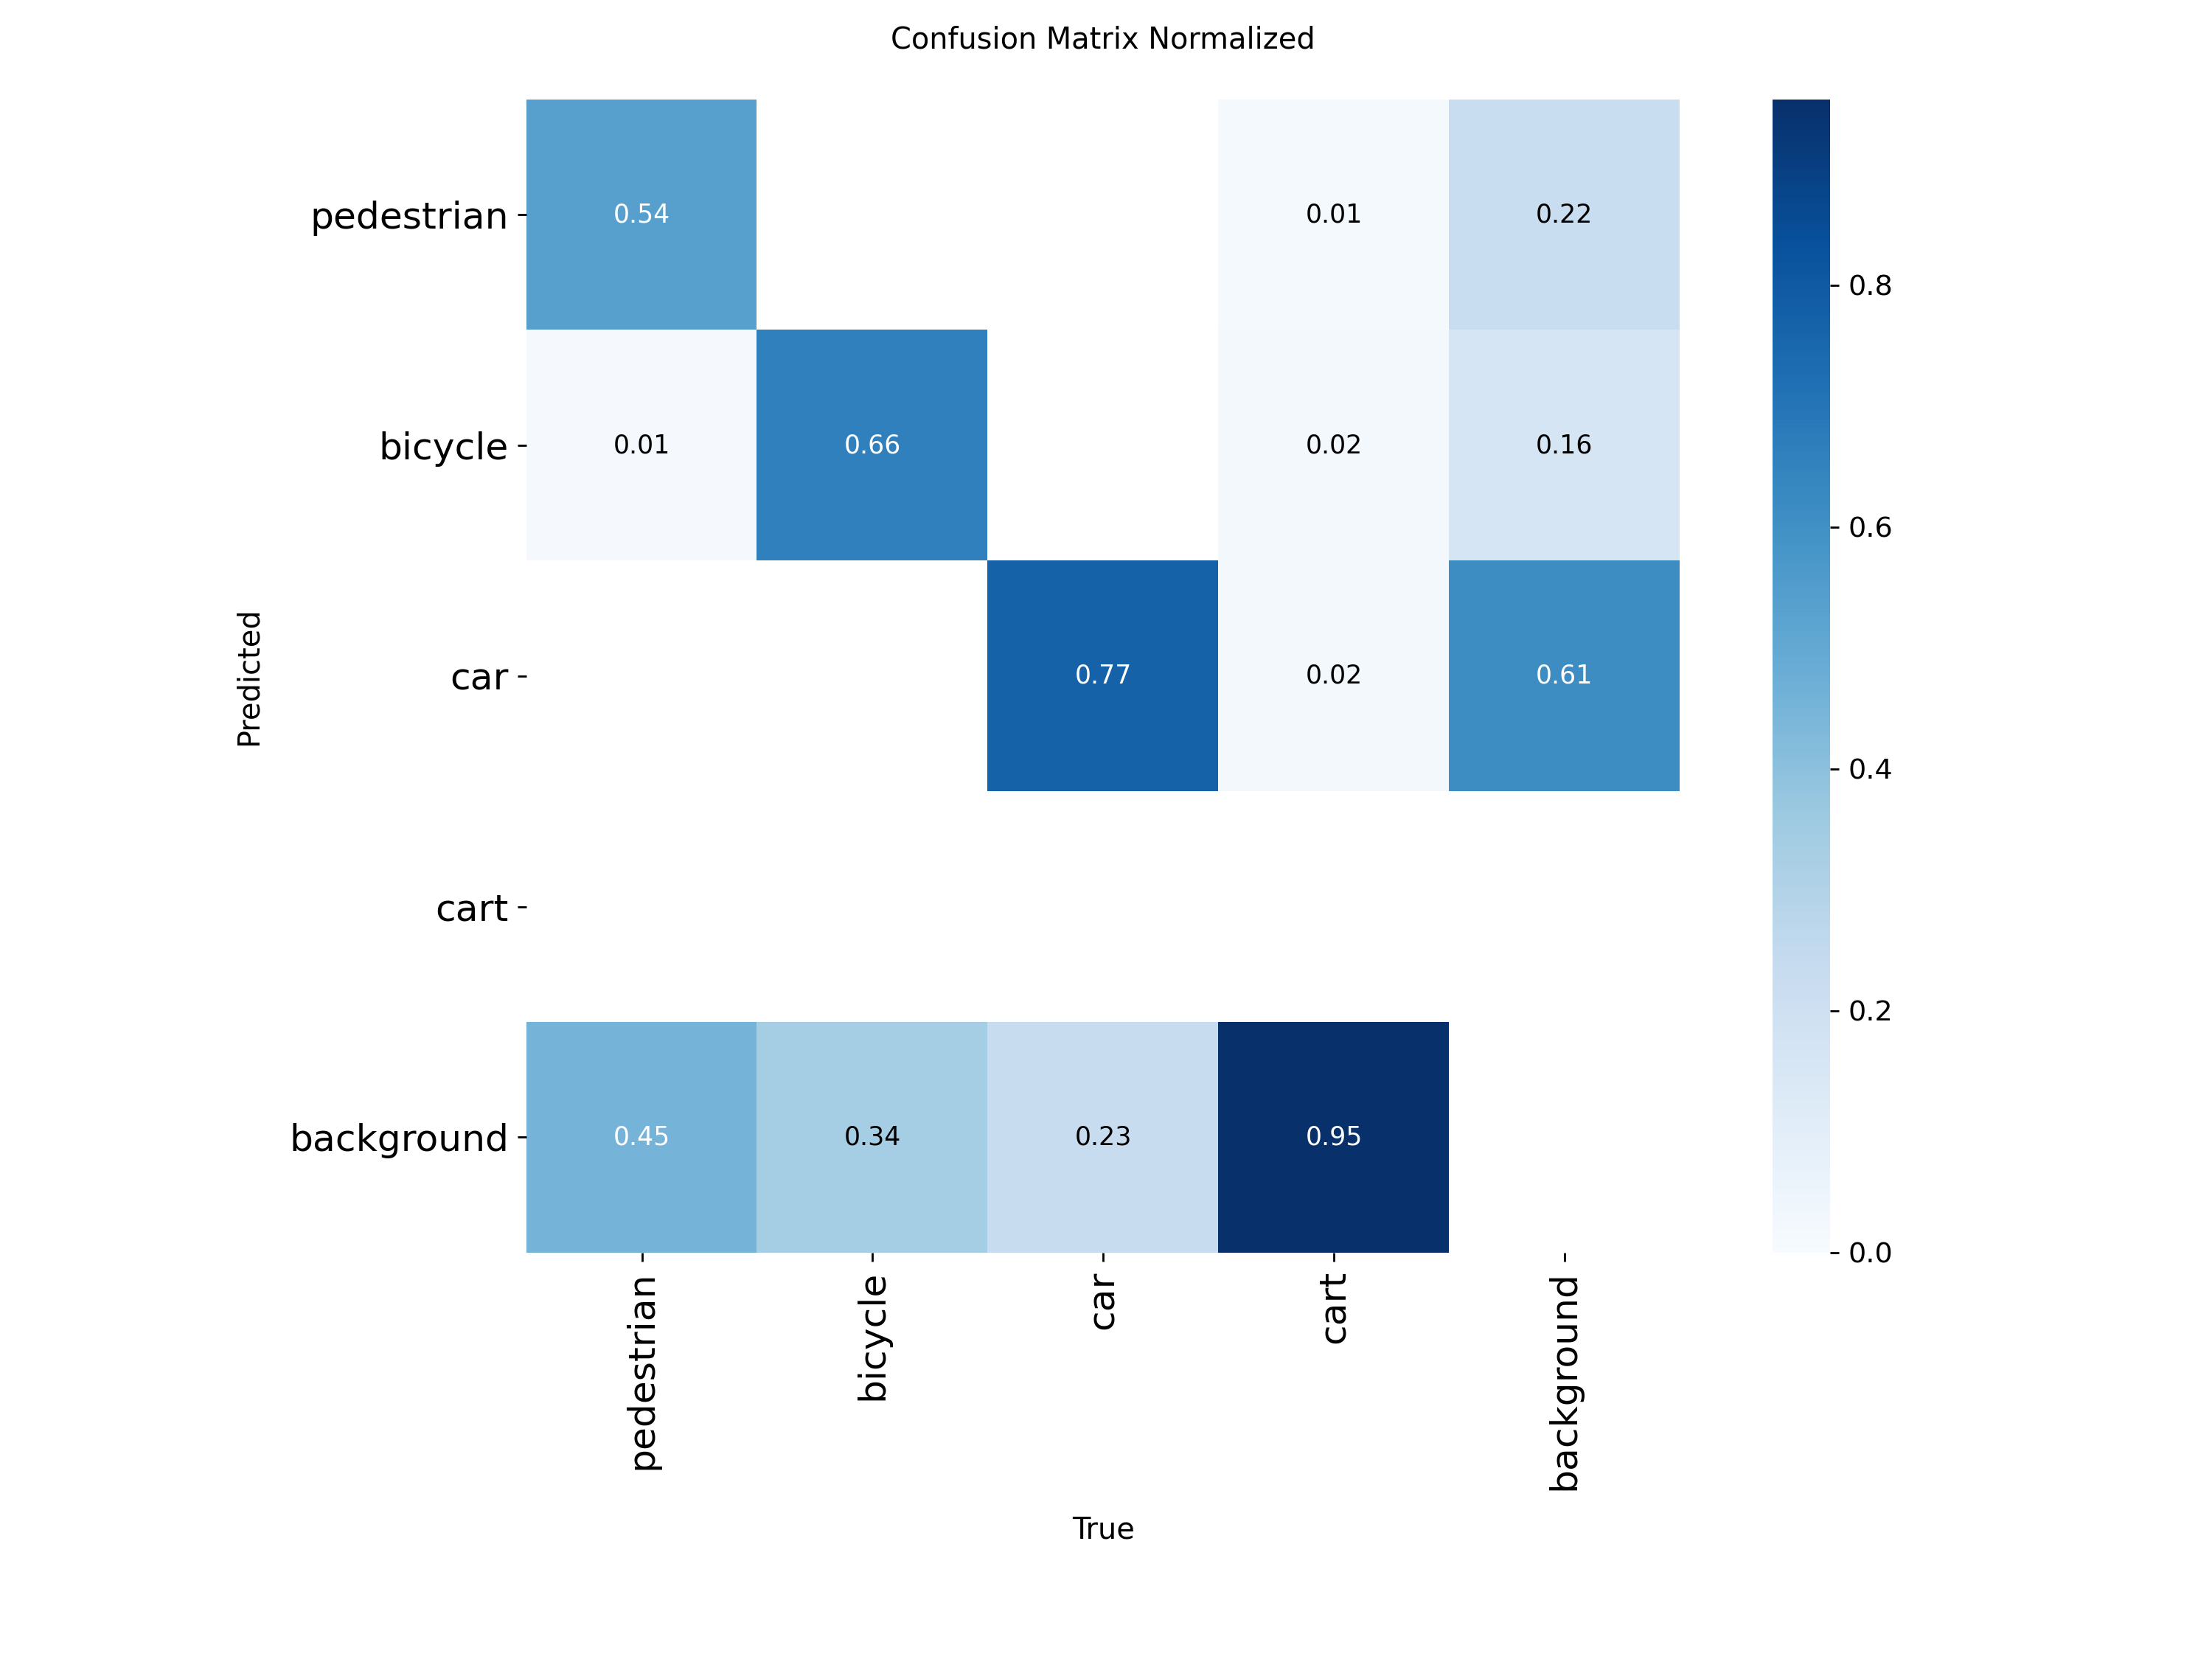 Confusion Matrix Normalized
pedestrian
0.54
0.01
0.22
0.8
bicycle
0.01
0.66
0.02
0.16
0.6
Predicted
car
0.77
0.02
0.61
0.4
cart
0.2
background
0.45
0.34
0.23
0.95
0.0
pedestrian
bicycle
car
cart
background
True